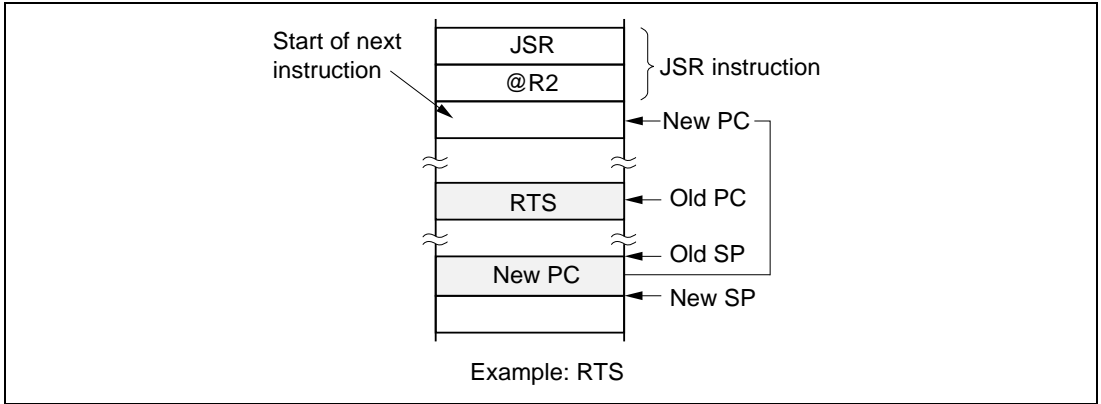 Start of next
instruction
JSR
@R2
JSR instruction
New PC
RTS
Old PC
Old SP
New PC
New SP
Example: RTS